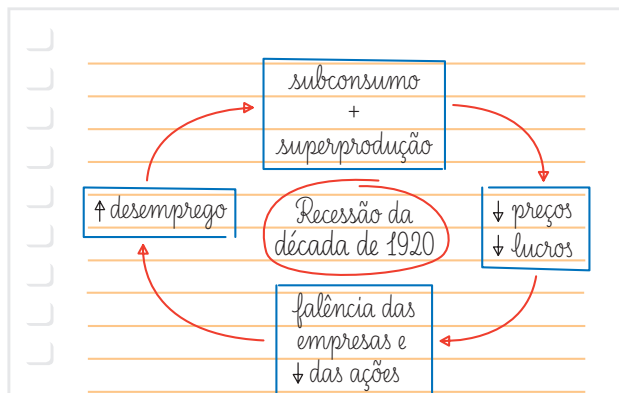 subconsumo
+
superprodução
↑ desemprego
Recessão da
década de 1920
↓ preços
↓ lucros
falência das
empresas e
↓ das ações